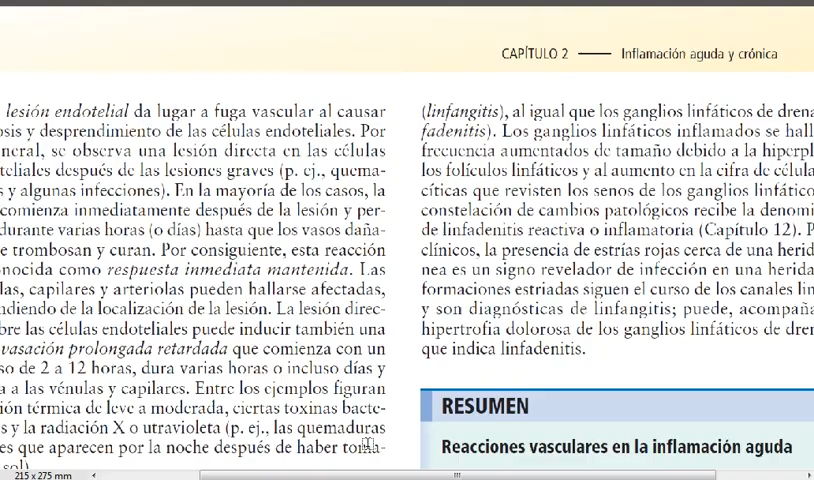 CAPÍTULO 2 Inflamación aguda y crónica
lesión endotelial da lugar a fuga vascular al causar
osis y desprendimiento de las células endoteliales. Por
neral, se observa una lesión directa en las células
teliales después de las lesiones graves (p. ej., quema-
s y algunas infecciones). En la mayoría de los casos, la
comienza inmediatamente después de la lesión y per-
durante varias horas (o días) hasta que los vasos daña-
e trombosan y curan. Por consiguiente, esta reacción
nocida como respuesta inmediata mantenida. Las
las, capilares y arteriolas pueden hallarse afectadas,
ndiendo de la localización de la lesión. La lesión direc-
bre las células endoteliales puede inducir también una
vasación prolongada retardada que comienza con un
so de 2 a 12 horas, dura varias horas o incluso días y
a a las vénulas y capilares. Entre los ejemplos figuran
ión térmica de leve a moderada, ciertas toxinas bacte-
s y la radiación X o utravioleta (p. ej., las quemaduras
es que aparecen por la noche después de haber toma-
sol)
(linfangitis), al igual que los ganglios linfáticos de drena
fadenitis). Los ganglios linfáticos inflamados se hall
frecuencia aumentados de tamaño debido a la hiperpl
los folículos linfáticos y al aumento en la cifra de célula
cíticas que revisten los senos de los ganglios linfático
constelación de cambios patológicos recibe la denomi
de linfadenitis reactiva o inflamatoria (Capítulo 12). P
clínicos, la presencia de estrías rojas cerca de una herid
nea es un signo revelador de infección en una herida
formaciones estriadas siguen el curso de los canales lin
y son diagnósticas de linfangitis; puede, acompaña
hipertrofia dolorosa de los ganglios linfáticos de dren
que indica linfadenitis.
RESUMEN
Reacciones vasculares en la inflamación aguda
215 x 275 mm